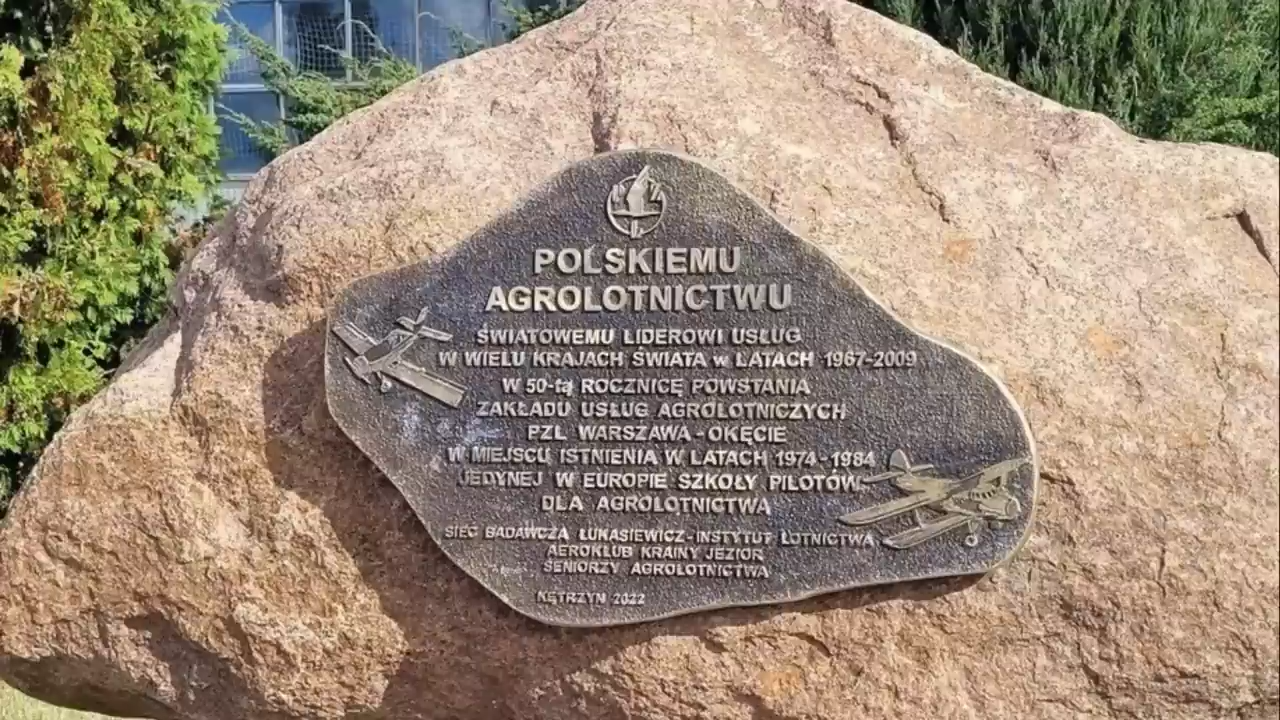 POLSKIEMU
AGROLOTNICTWU
ŚWIATOWEMU LIDEROWI USŁUG
W WIELU KRAJACH ŚWIATA w LATACH 1967-2009
W 50-tą ROCZNICĘ POWSTANIA
ZAKŁADU USŁUG AGROLOTNICZYCH
PZL WARSZAWA-OKĘCIE
W MIEJSCU ISTNIENIA W LATACH 1974-1984
JEDYNEJ W EUROPIE SZKOŁY PILOTÓW
DLA AGROLOTNICTWA
SIEĆ BADAWCZA ŁUKASIEWICZ-INSTYTUT LOTNICTWA
AEROKLUB KRAINY JEZIOR
SENIORZY AGROLOTNICTWA
KĘTRZYN 2022